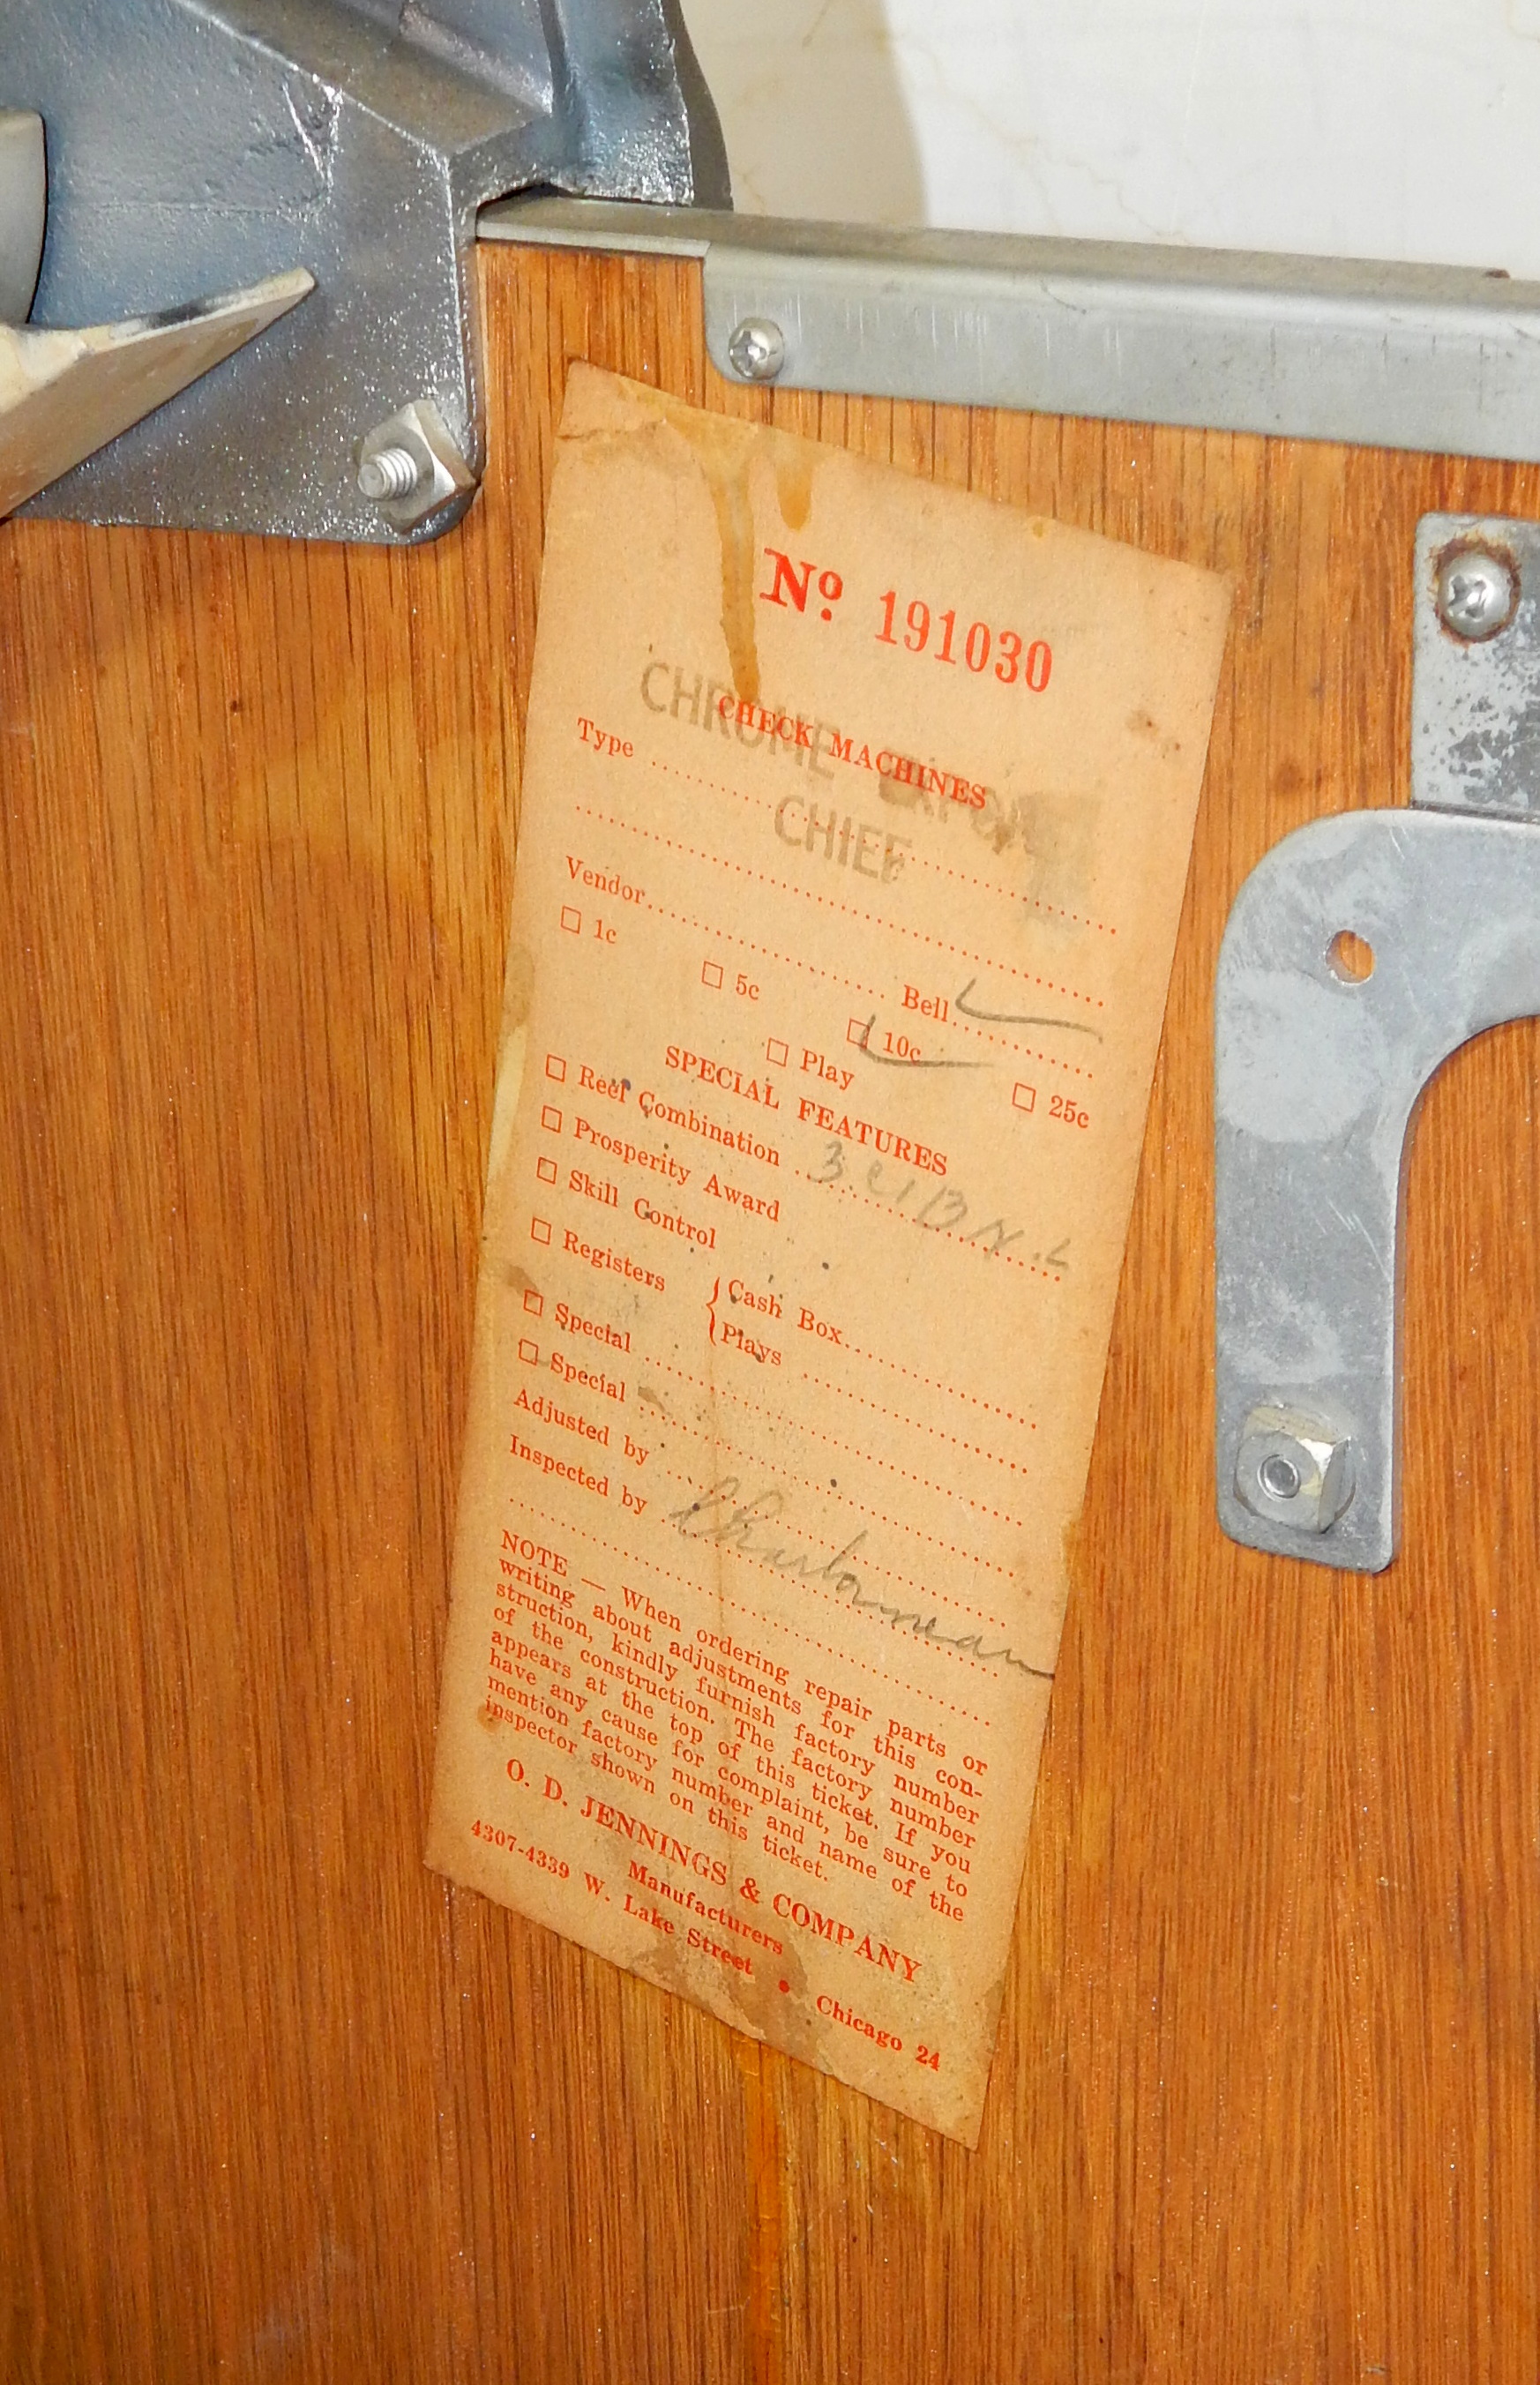 Nº 191030
CHECK MACHINES
CHROME EXPORT
CHIEF
Type
Vendor Bell
☐ 1c ☐ 5c ☐ 10c ☐ 25c
☐ Play
SPECIAL FEATURES
☐ Reel Combination
☐ Prosperity Award
☐ Skill Control
☐ Registers { Cash Box
Plays
☐ Special
☐ Special
Adjusted by
Inspected by Charbonneau
NOTE — When ordering repair parts or
writing about adjustments for this con-
struction, kindly furnish factory number
of the construction. The factory number
appears at the top of this ticket. If you
have any cause for complaint, be sure to
mention factory number and name of the
inspector shown on this ticket.
O. D. JENNINGS & COMPANY
Manufacturers
4307-4339 W. Lake Street • Chicago 24